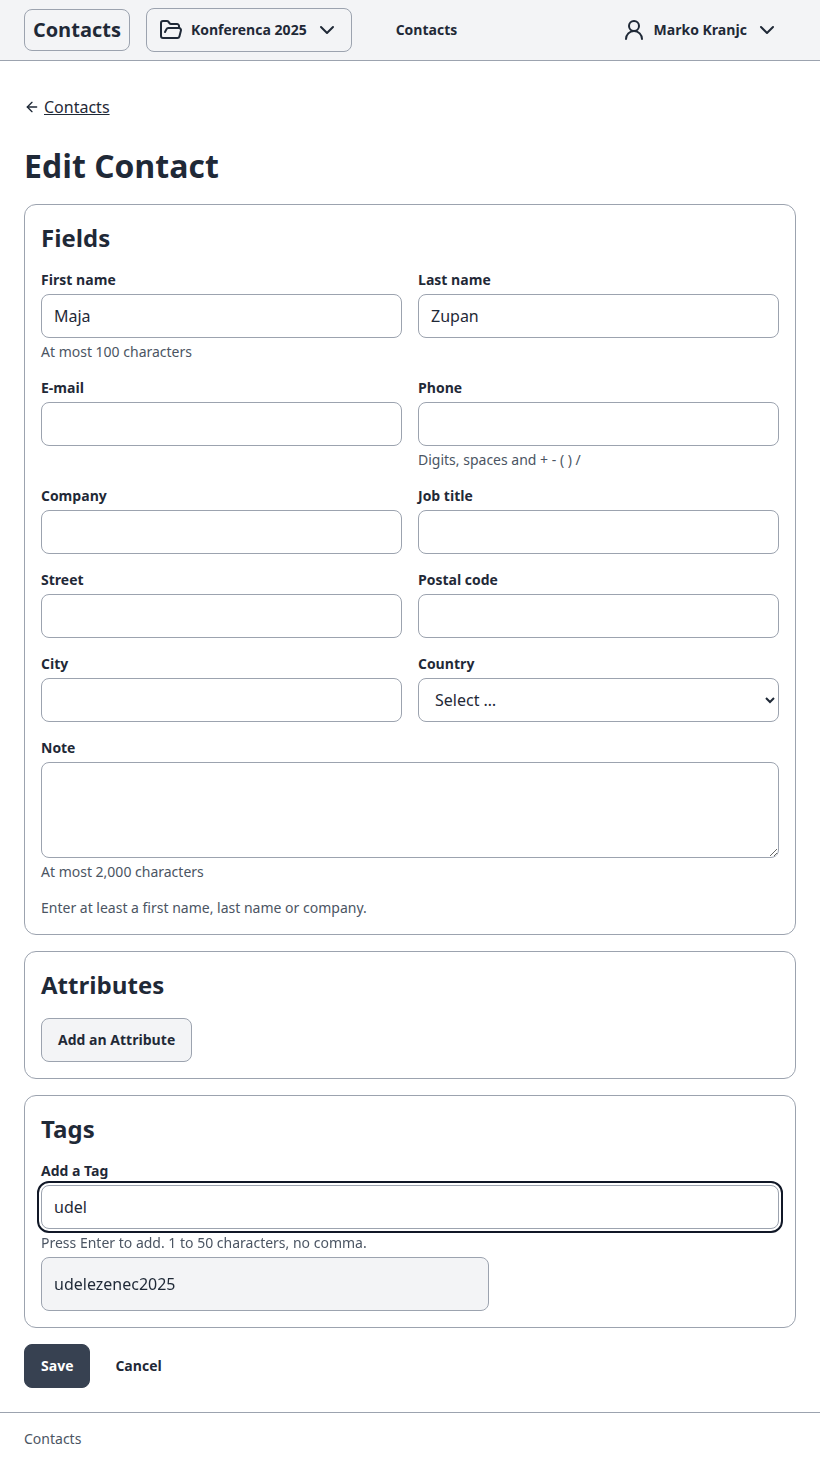 Contacts Konferenca 2025 Contacts Marko Kranjc
Contacts
Edit Contact
Fields
First name Last name
Maja Zupan
At most 100 characters
E-mail Phone
Digits, spaces and + - ( ) /
Company Job title
Street Postal code
City Country
Select ...
Note
At most 2,000 characters
Enter at least a first name, last name or company.
Attributes
Add an Attribute
Tags
Add a Tag
udel
Press Enter to add. 1 to 50 characters, no comma.
udelezenec2025
Save Cancel
Contacts